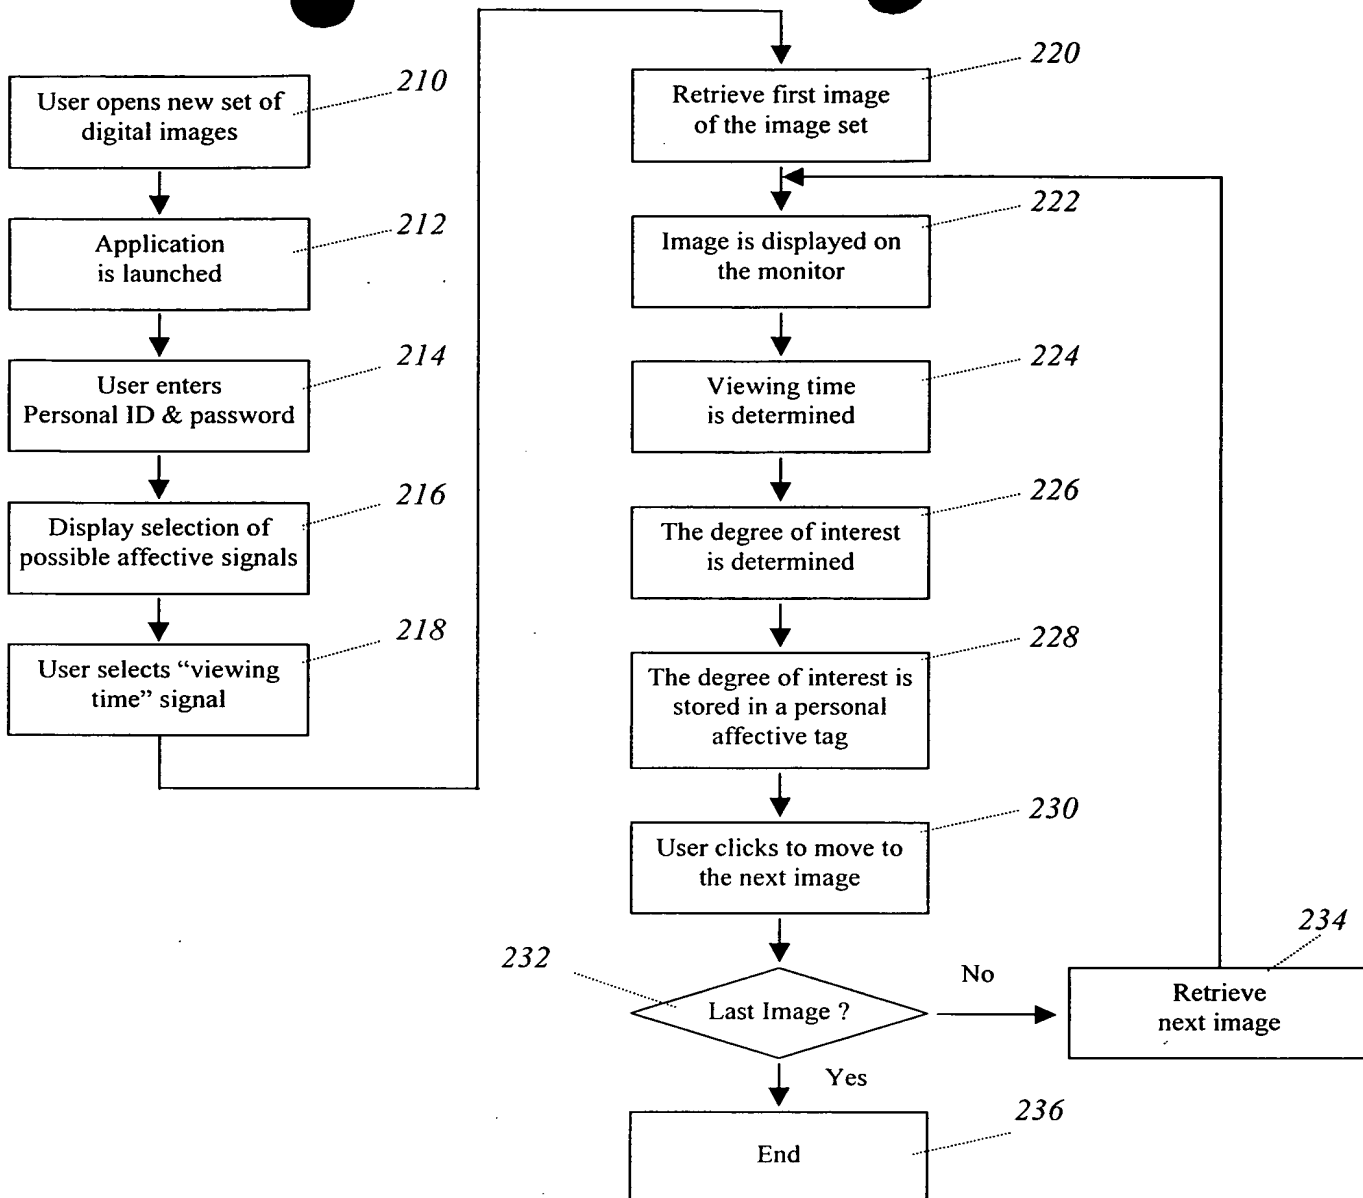 210
User opens new set of
digital images
212
Application
is launched
214
User enters
Personal ID & password
216
Display selection of
possible affective signals
218
User selects “viewing
time” signal
220
Retrieve first image
of the image set
222
Image is displayed on
the monitor
224
Viewing time
is determined
226
The degree of interest
is determined
228
The degree of interest is
stored in a personal
affective tag
230
User clicks to move to
the next image
232
Last Image ?
No
234
Retrieve
next image
Yes
236
End